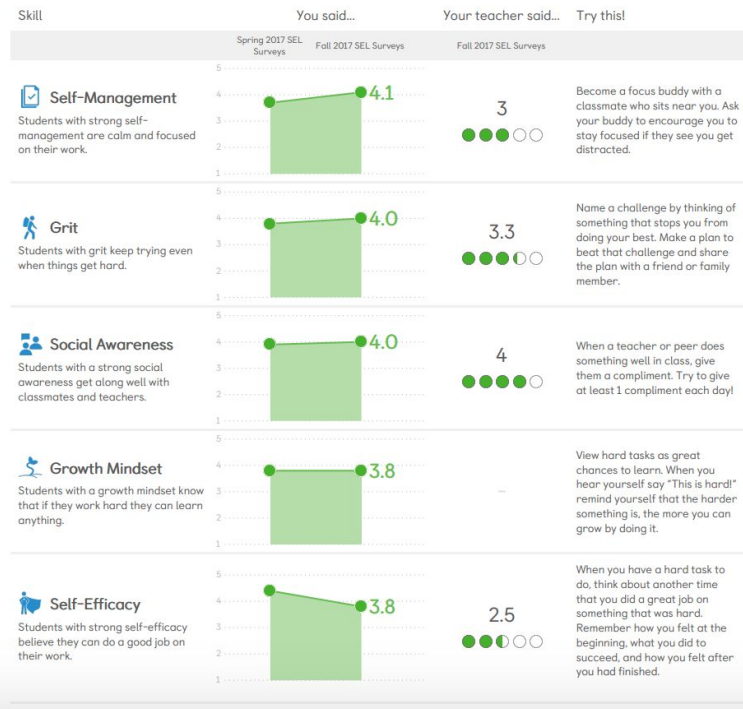 Skill You said... Your teacher said... Try this!
Spring 2017 SEL
Surveys
Fall 2017 SEL Surveys
Fall 2017 SEL Surveys
Self-Management
Students with strong self-
management are calm and focused
on their work.
5
4
3
2
1
4.1
3
Become a focus buddy with a
classmate who sits near you. Ask
your buddy to encourage you to
stay focused if they see you get
distracted.
Grit
Students with grit keep trying even
when things get hard.
5
4
3
2
1
4.0
3.3
Name a challenge by thinking of
something that stops you from
doing your best. Make a plan to
beat that challenge and share
the plan with a friend or family
member.
Social Awareness
Students with a strong social
awareness get along well with
classmates and teachers.
5
4
3
2
1
4.0
4
When a teacher or peer does
something well in class, give
them a compliment. Try to give
at least 1 compliment each day!
Growth Mindset
Students with a growth mindset know
that if they work hard they can learn
anything.
5
4
3
2
1
3.8
–
View hard tasks as great
chances to learn. When you
hear yourself say "This is hard!"
remind yourself that the harder
something is, the more you can
grow by doing it.
Self-Efficacy
Students with strong self-efficacy
believe they can do a good job on
their work.
5
4
3
2
1
3.8
2.5
When you have a hard task to
do, think about another time
that you did a great job on
something that was hard.
Remember how you felt at the
beginning, what you did to
succeed, and how you felt after
you had finished.